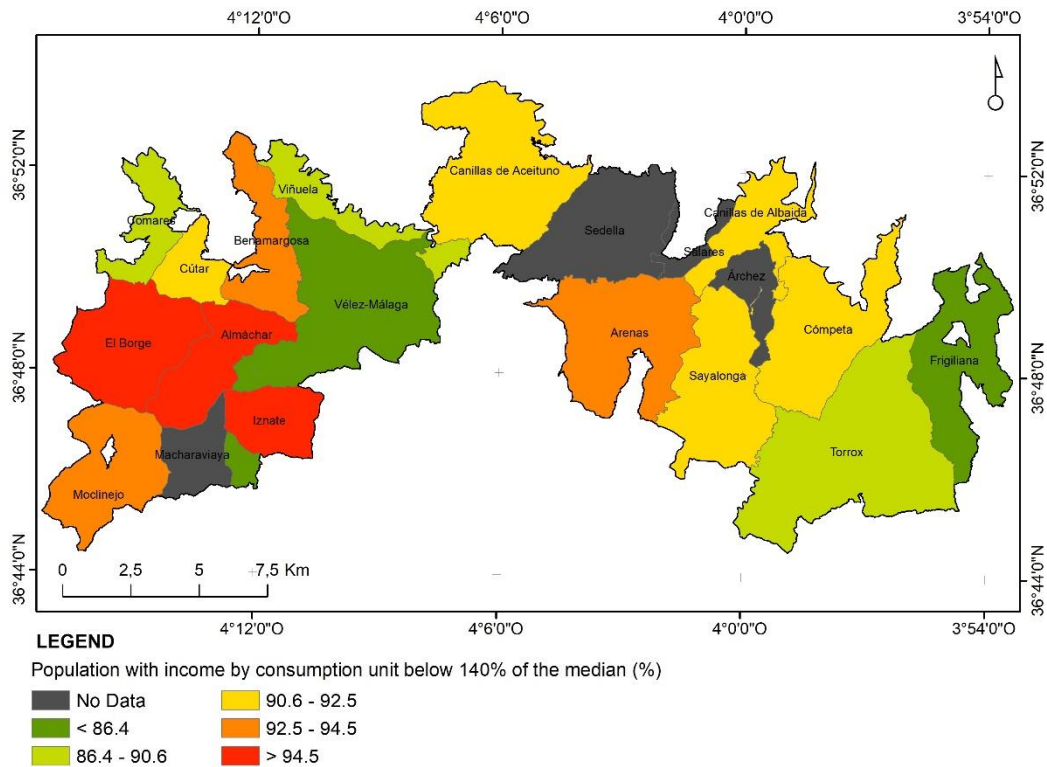 4°12'0"O 4°6'0"O 4°0'0"O 3°54'0"O
36°52'0"N
36°52'0"N
Canillas de Aceituno
Viñuela
Comares
Canillas de Albaida
Benamargosa
Sedella
Salares
Cútar
Árchez
Vélez-Málaga
Almáchar
Arenas
Cómpeta
El Borge
Frigiliana
36°48'0"N
36°48'0"N
Sayalonga
Iznate
Torrox
Macharaviaya
Moclinejo
0 2,5 5 7,5 Km
36°44'0"N
36°44'0"N
4°12'0"O 4°6'0"O 4°0'0"O 3°54'0"O
LEGEND
Population with income by consumption unit below 140% of the median (%)
No Data
90.6 - 92.5
< 86.4
92.5 - 94.5
86.4 - 90.6
> 94.5